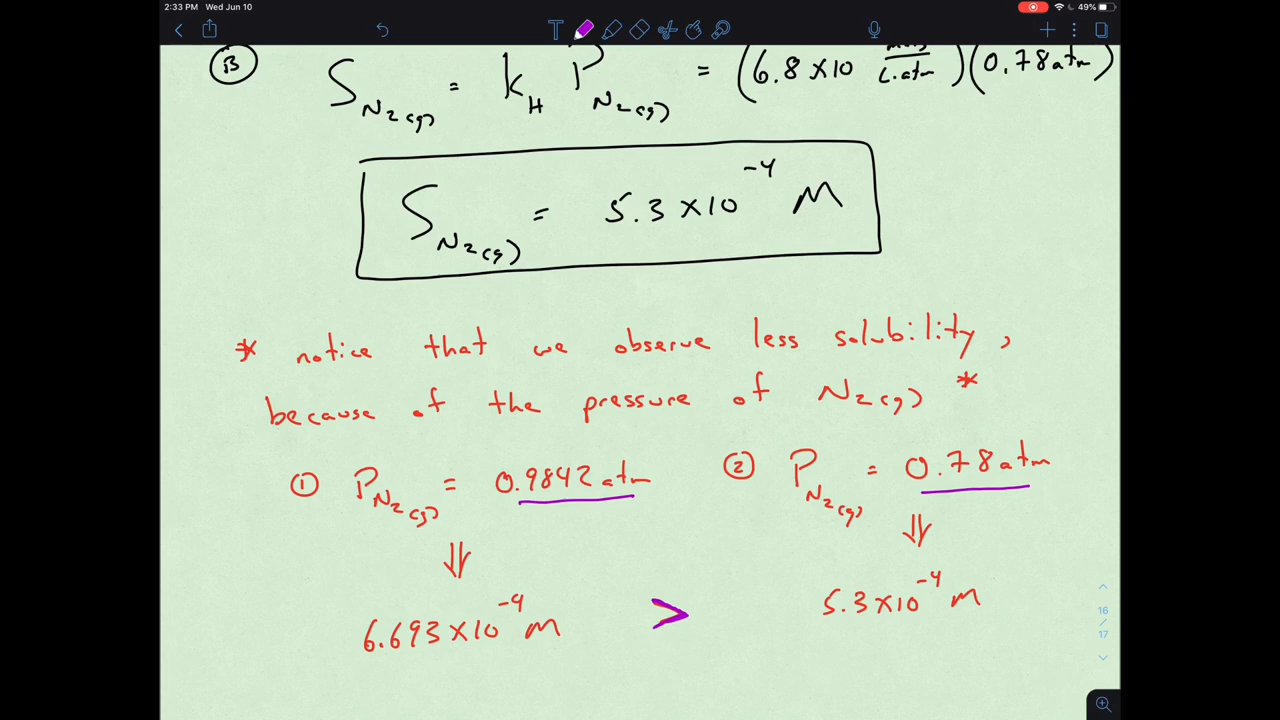 2:33 PM Wed Jun 10
49%
T
B S N2(g) = kH P N2(g) = (6.8 × 10 mols/L·atm)(0.78 atm)
S N2(g) = 5.3 × 10^-4 M
* notice that we observe less solubility,
because of the pressure of N2(g) *
① P N2(g) = 0.9842 atm ② P N2(g) = 0.78 atm
⇓ ⇓
6.693 × 10^-4 M > 5.3 × 10^-4 M
16
/
17